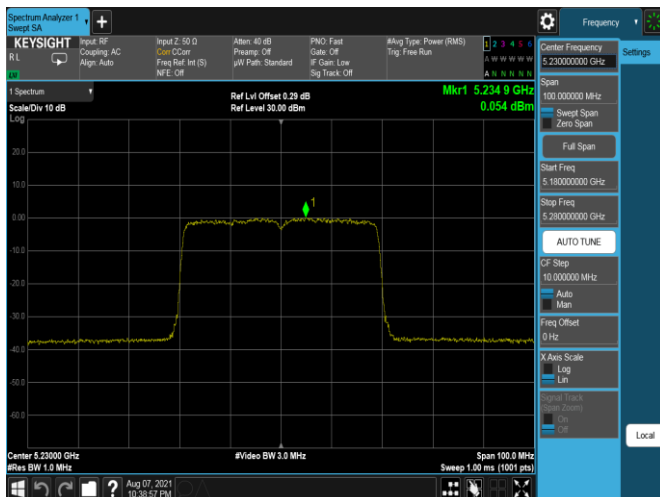 Spectrum Analyzer 1
Swept SA
Frequency
KEYSIGHT
R L
Input: RF
Coupling: AC
Align: Auto
Input Z: 50 Ω
Corr CCorr
Freq Ref: Int (S)
NFE: Off
Atten: 40 dB
Preamp: Off
µW Path: Standard
PNO: Fast
Gate: Off
IF Gain: Low
Sig Track: Off
#Avg Type: Power (RMS)
Trig: Free Run
1 2 3 4 5 6
A W W W W W
A N N N N N
1 Spectrum
Scale/Div 10 dB
Log
Ref Lvl Offset 0.29 dB
Ref Level 30.00 dBm
Mkr1 5.234 9 GHz
0.054 dBm
1
20.0
10.0
0.00
-10.0
-20.0
-30.0
-40.0
-50.0
-60.0
Center 5.23000 GHz
#Res BW 1.0 MHz
#Video BW 3.0 MHz
Span 100.0 MHz
Sweep 1.00 ms (1001 pts)
Center Frequency
5.230000000 GHz
Settings
Span
100.000000 MHz
Swept Span
Zero Span
Full Span
Start Freq
5.180000000 GHz
Stop Freq
5.280000000 GHz
AUTO TUNE
CF Step
10.000000 MHz
Auto
Man
Freq Offset
0 Hz
X Axis Scale
Log
Lin
Signal Track
(Span Zoom)
On
Off
Local
?
Aug 07, 2021
10:38:57 PM